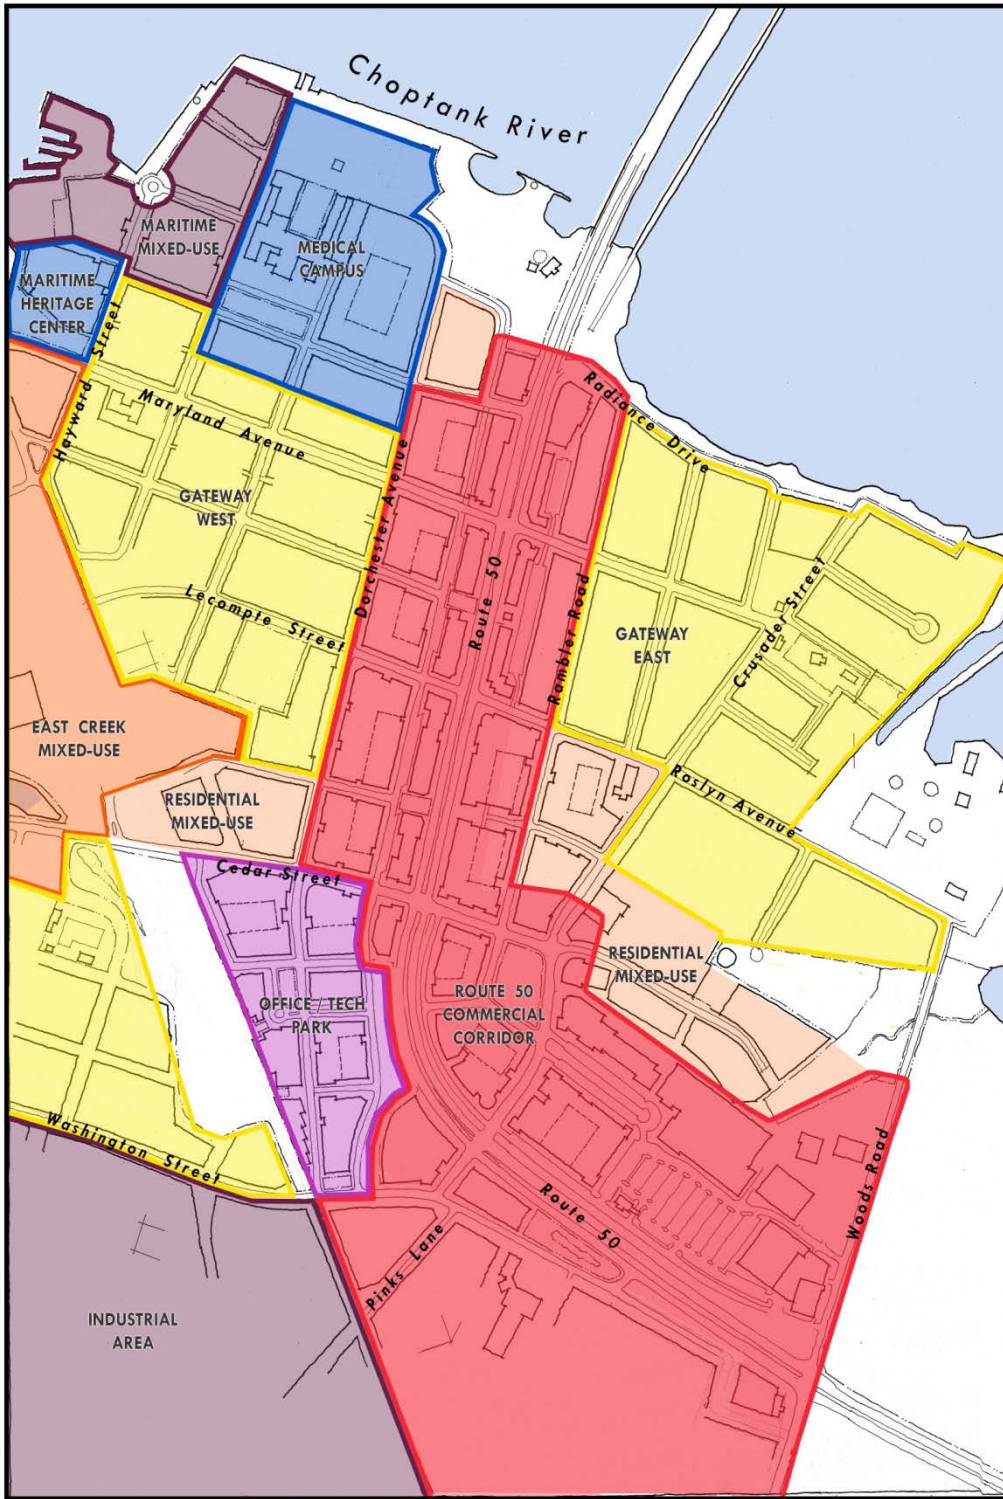 Choptank River
MARITIME
MIXED-USE
MEDICAL
CAMPUS
MARITIME
HERITAGE
CENTER
Hayward Street
Maryland Avenue
Radiance Drive
GATEWAY
WEST
Dorchester Avenue
Route 50
Rambler Road
Crusader Street
Lecompte Street
GATEWAY
EAST
EAST CREEK
MIXED-USE
RESIDENTIAL
MIXED-USE
Roslyn Avenue
Cedar Street
RESIDENTIAL
MIXED-USE
OFFICE / TECH
PARK
ROUTE 50
COMMERCIAL
CORRIDOR
Washington Street
Woods Road
Route 50
Pinks Lane
INDUSTRIAL
AREA